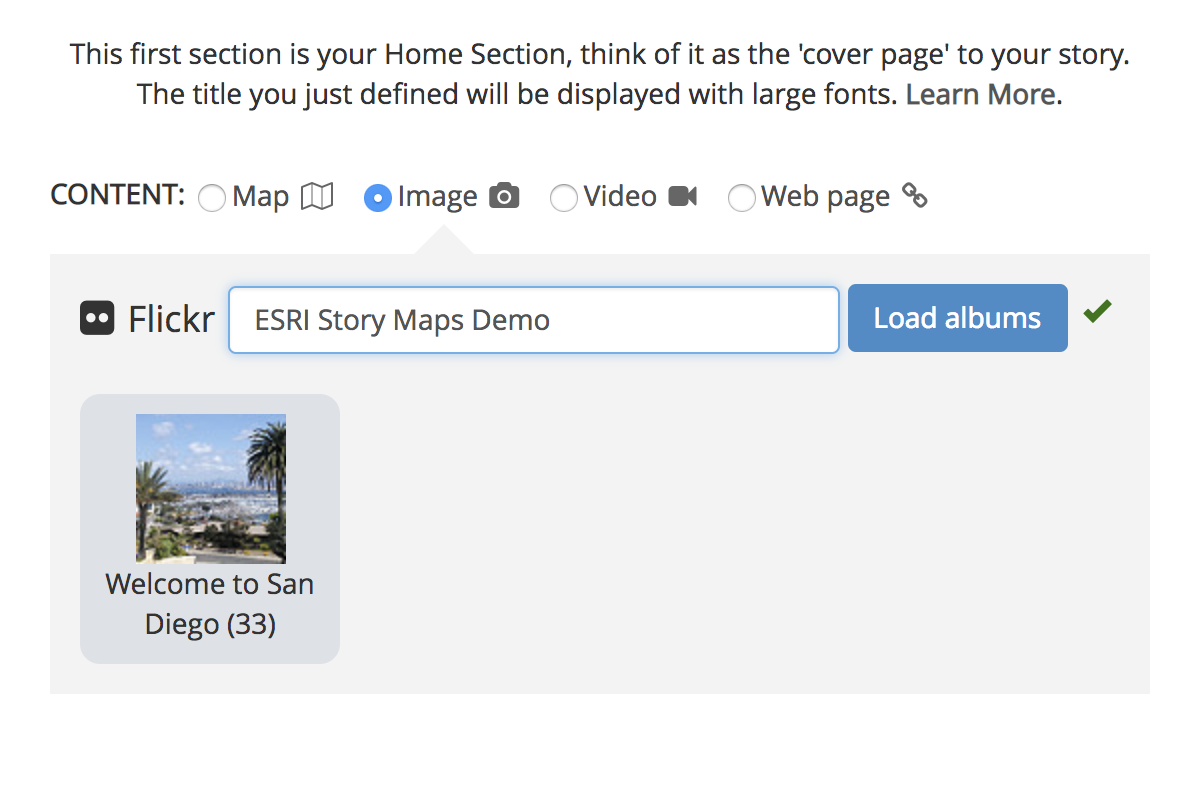 This first section is your Home Section, think of it as the 'cover page' to your story.
The title you just defined will be displayed with large fonts. Learn More.
CONTENT: Map Image Video Web page
Flickr ESRI Story Maps Demo Load albums
Welcome to San
Diego (33)